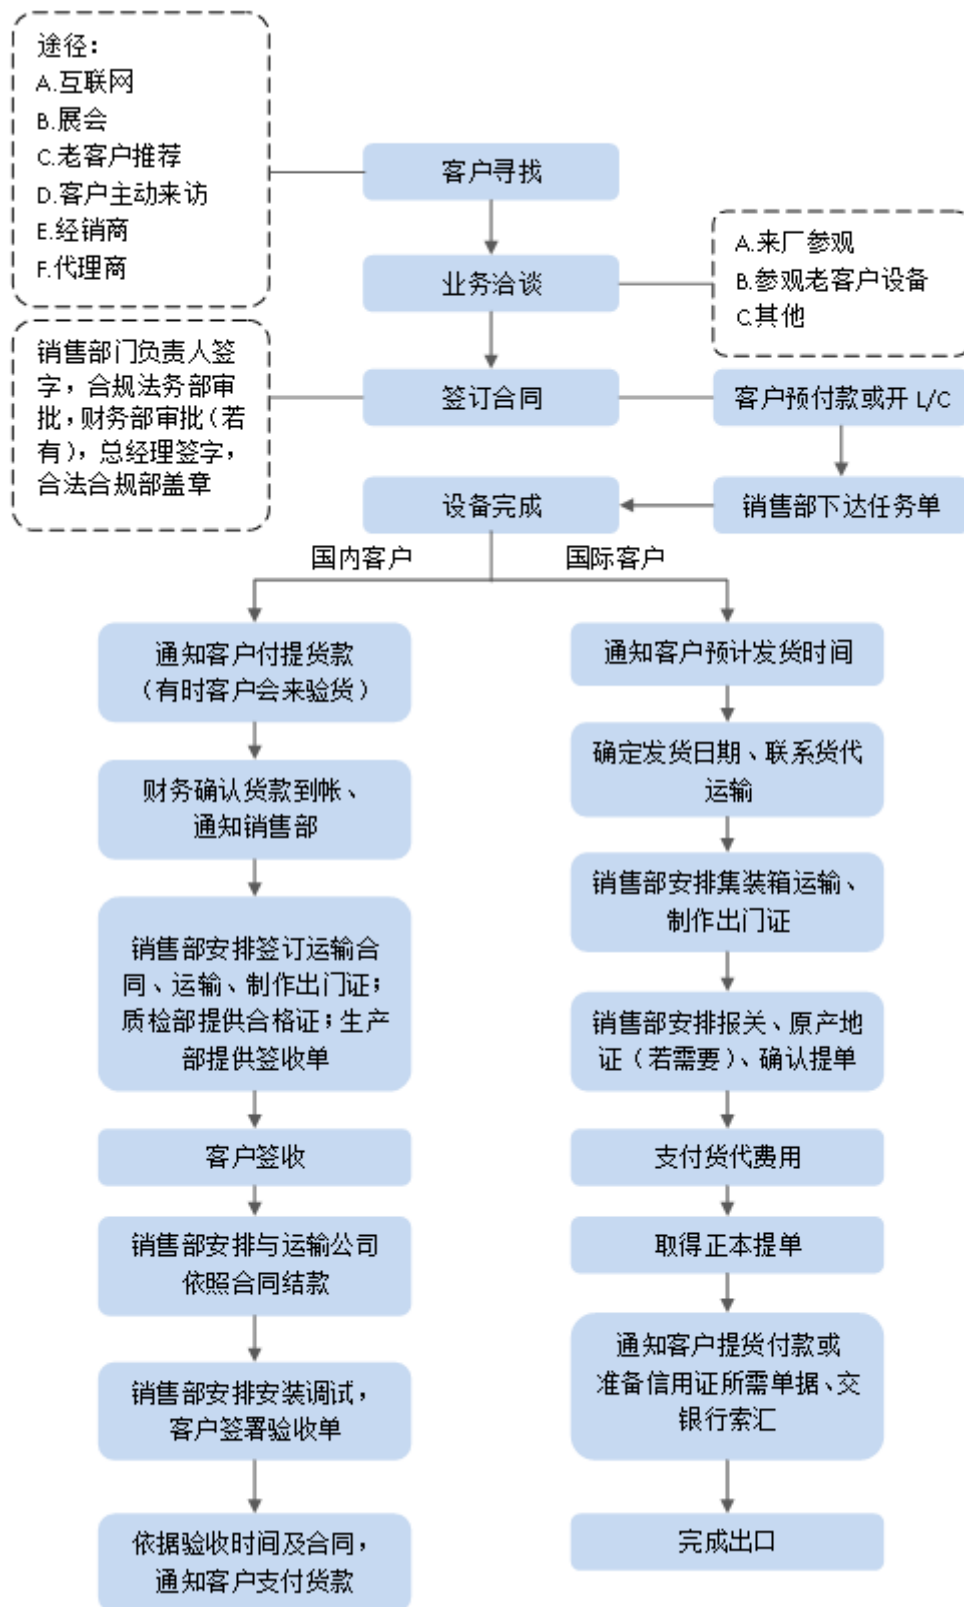 途径：
A.互联网
B.展会
C.老客户推荐
D.客户主动来访
E.经销商
F.代理商
客户寻找
业务洽谈
A.来厂参观
B.参观老客户设备
C.其他
销售部门负责人签
字，合规法务部审
批，财务部审批（若
有），总经理签字，
合法合规部盖章
签订合同
客户预付款或开 L/C
设备完成
销售部下达任务单
国内客户
国际客户
通知客户付提货款
（有时客户会来验货）
财务确认货款到帐、
通知销售部
销售部安排签订运输合
同、运输、制作出门证；
质检部提供合格证；生产
部提供签收单
客户签收
销售部安排与运输公司
依照合同结款
销售部安排安装调试，
客户签署验收单
依据验收时间及合同，
通知客户支付货款
通知客户预计发货时间
确定发货日期、联系货代
运输
销售部安排集装箱运输、
制作出门证
销售部安排报关、原产地
证（若需要）、确认提单
支付货代费用
取得正本提单
通知客户提货付款或
准备信用证所需单据、交
银行索汇
完成出口